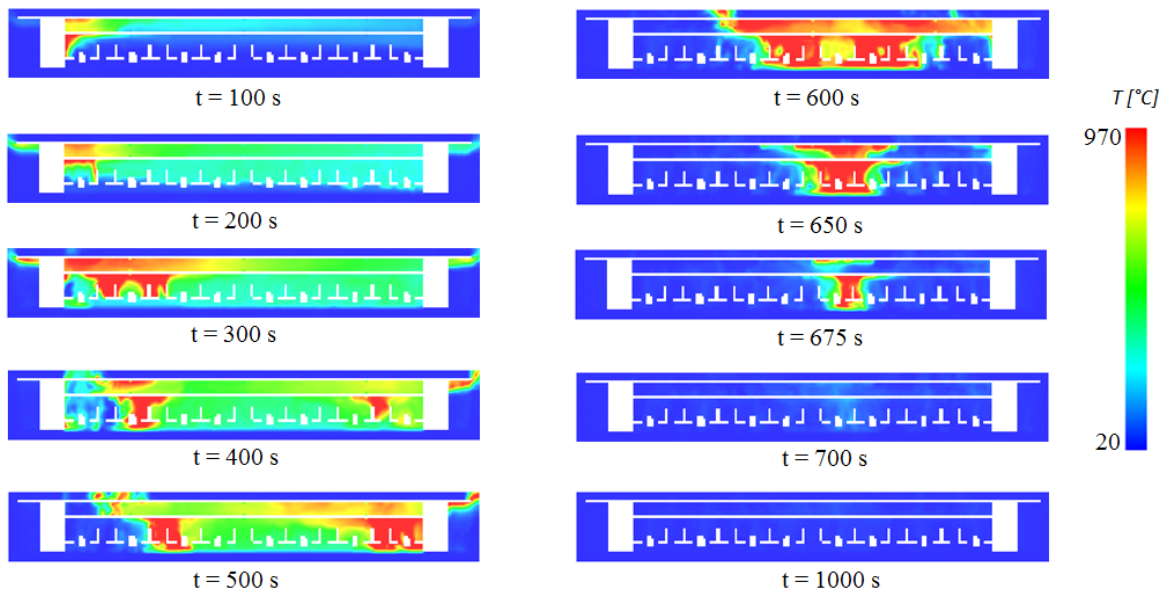 t = 100 s
t = 200 s
t = 300 s
t = 400 s
t = 500 s
t = 600 s
t = 650 s
t = 675 s
t = 700 s
t = 1000 s
T [°C]
970
20